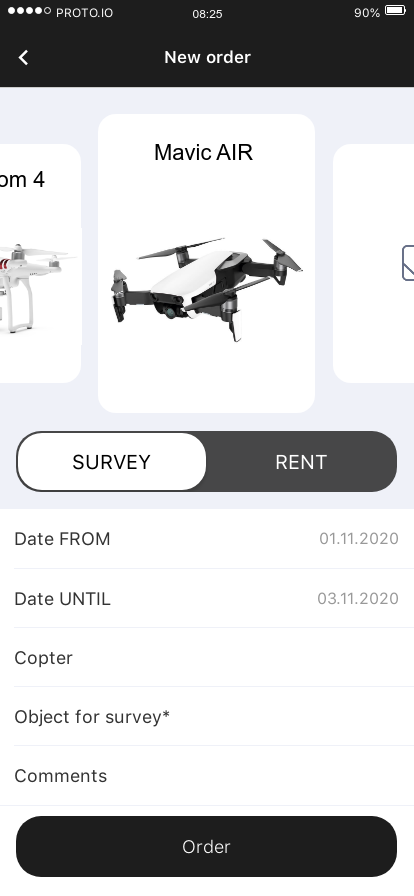 PROTO.IO 08:25 90%
New order
Mavic AIR
om 4
SURVEY RENT
Date FROM 01.11.2020
Date UNTIL 03.11.2020
Copter
Object for survey*
Comments
Order